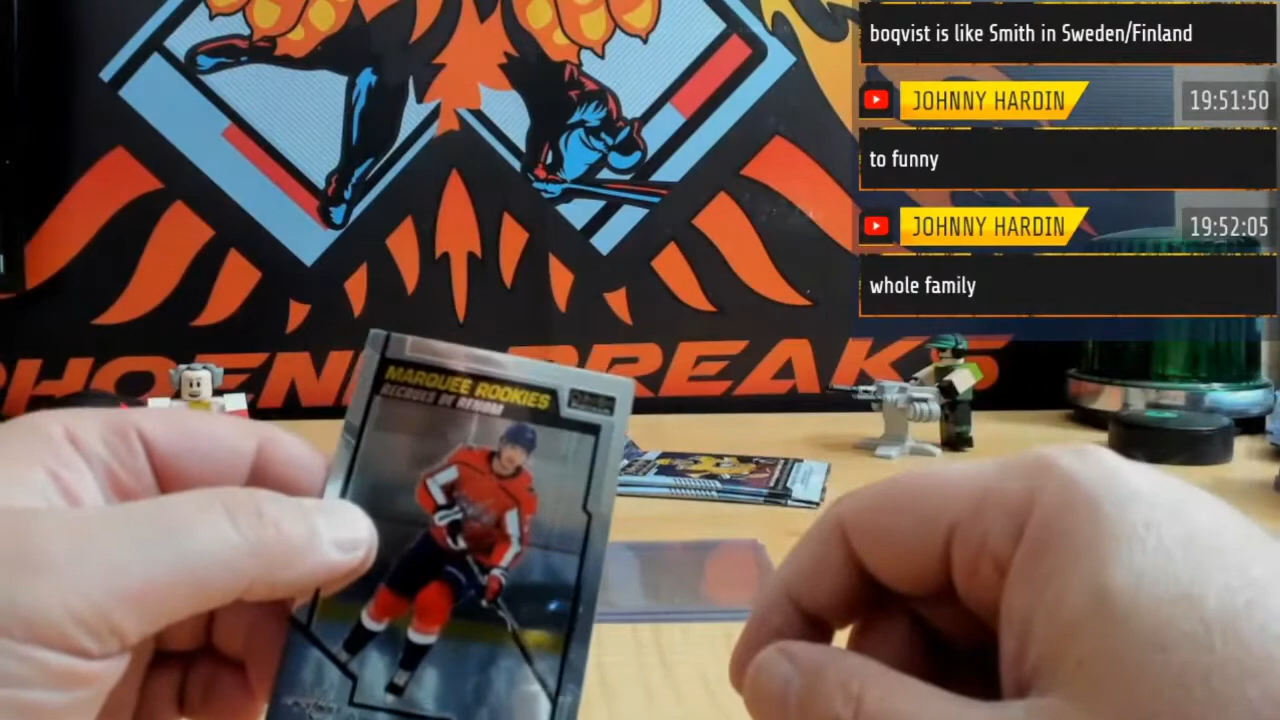 boqvist is like Smith in Sweden/Finland
JOHNNY HARDIN
19:51:50
to funny
JOHNNY HARDIN
19:52:05
whole family
PHOENIX BREAKS
MARQUEE ROOKIES
RECRUES DE RENOM